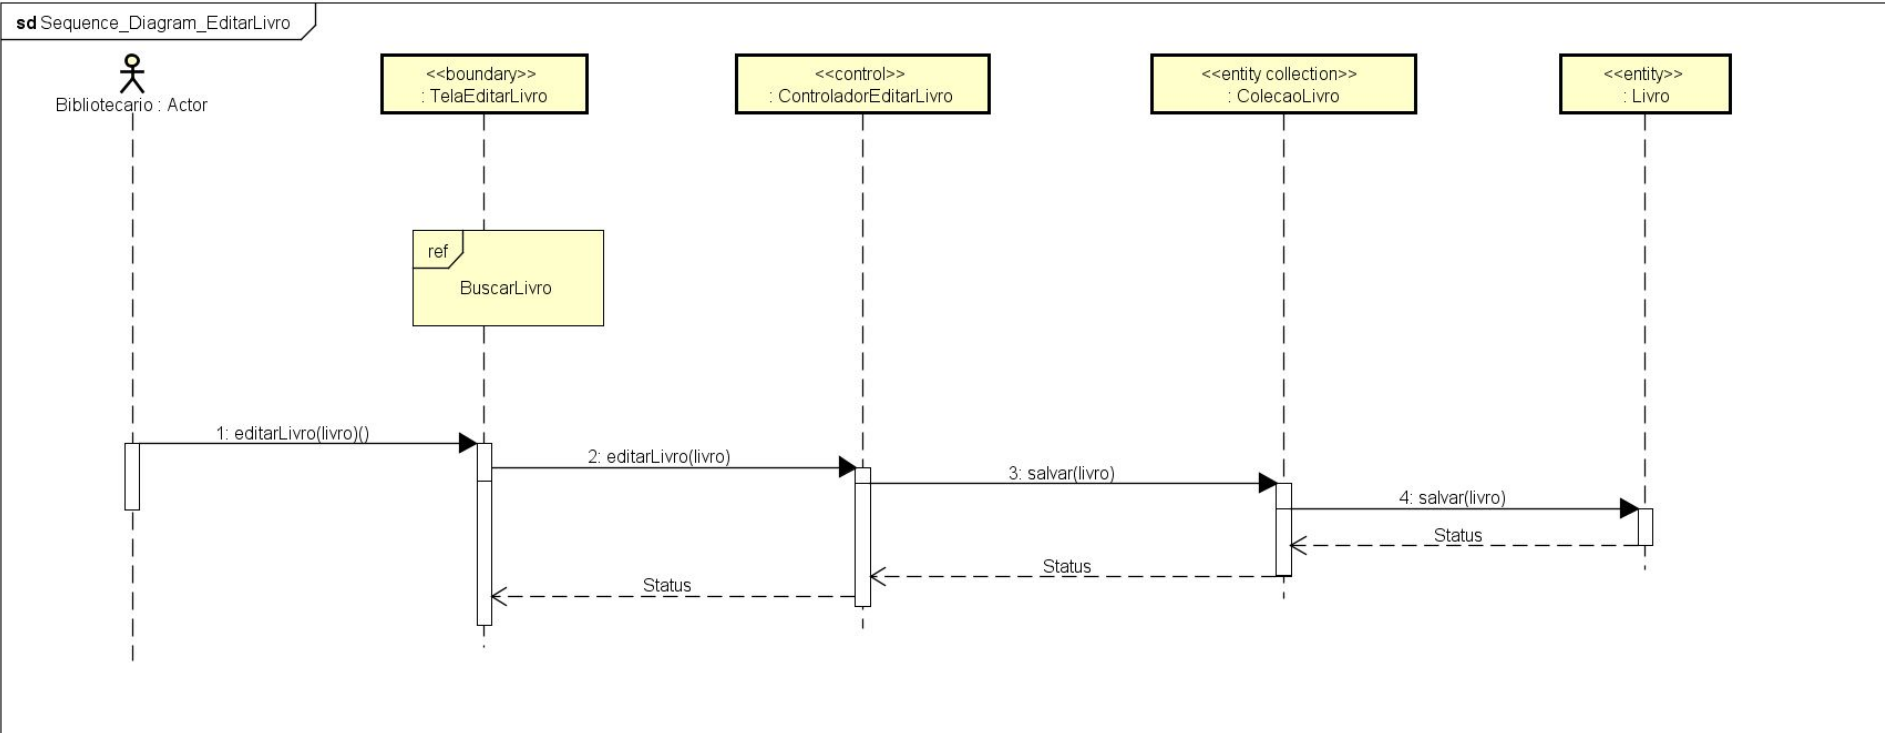 sd Sequence_Diagram_EditarLivro
Bibliotecario : Actor
<<boundary>>
: TelaEditarLivro
<<control>>
: ControladorEditarLivro
<<entity collection>>
: ColecaoLivro
<<entity>>
: Livro
ref
BuscarLivro
1: editarLivro(livro)()
2: editarLivro(livro)
3: salvar(livro)
4: salvar(livro)
Status
Status
Status